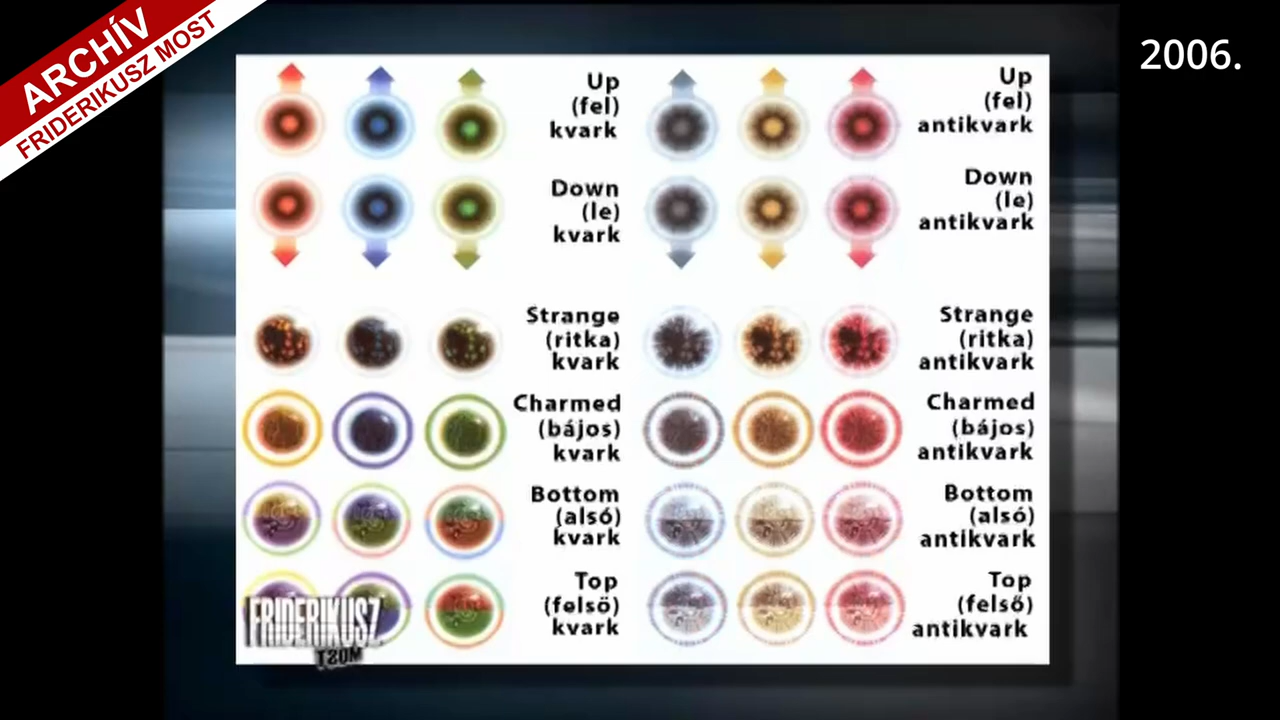 ARCHÍV
FRIDERIKUSZ MOST
2006.
Up
(fel)
kvark
Up
(fel)
antikvark
Down
(le)
kvark
Down
(le)
antikvark
Strange
(ritka)
kvark
Strange
(ritka)
antikvark
Charmed
(bájos)
kvark
Charmed
(bájos)
antikvark
Bottom
(alsó)
kvark
Bottom
(alsó)
antikvark
Top
(felsö)
kvark
Top
(felső)
antikvark
FRIDERIKUSZ
MOST